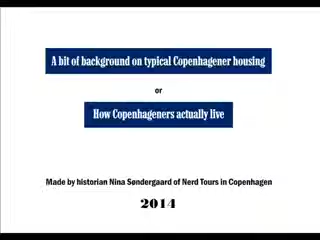 A bit of background on typical Copenhagener housing
or
How Copenhageners actually live
Made by historian Nina Søndergaard of Nerd Tours in Copenhagen
2014